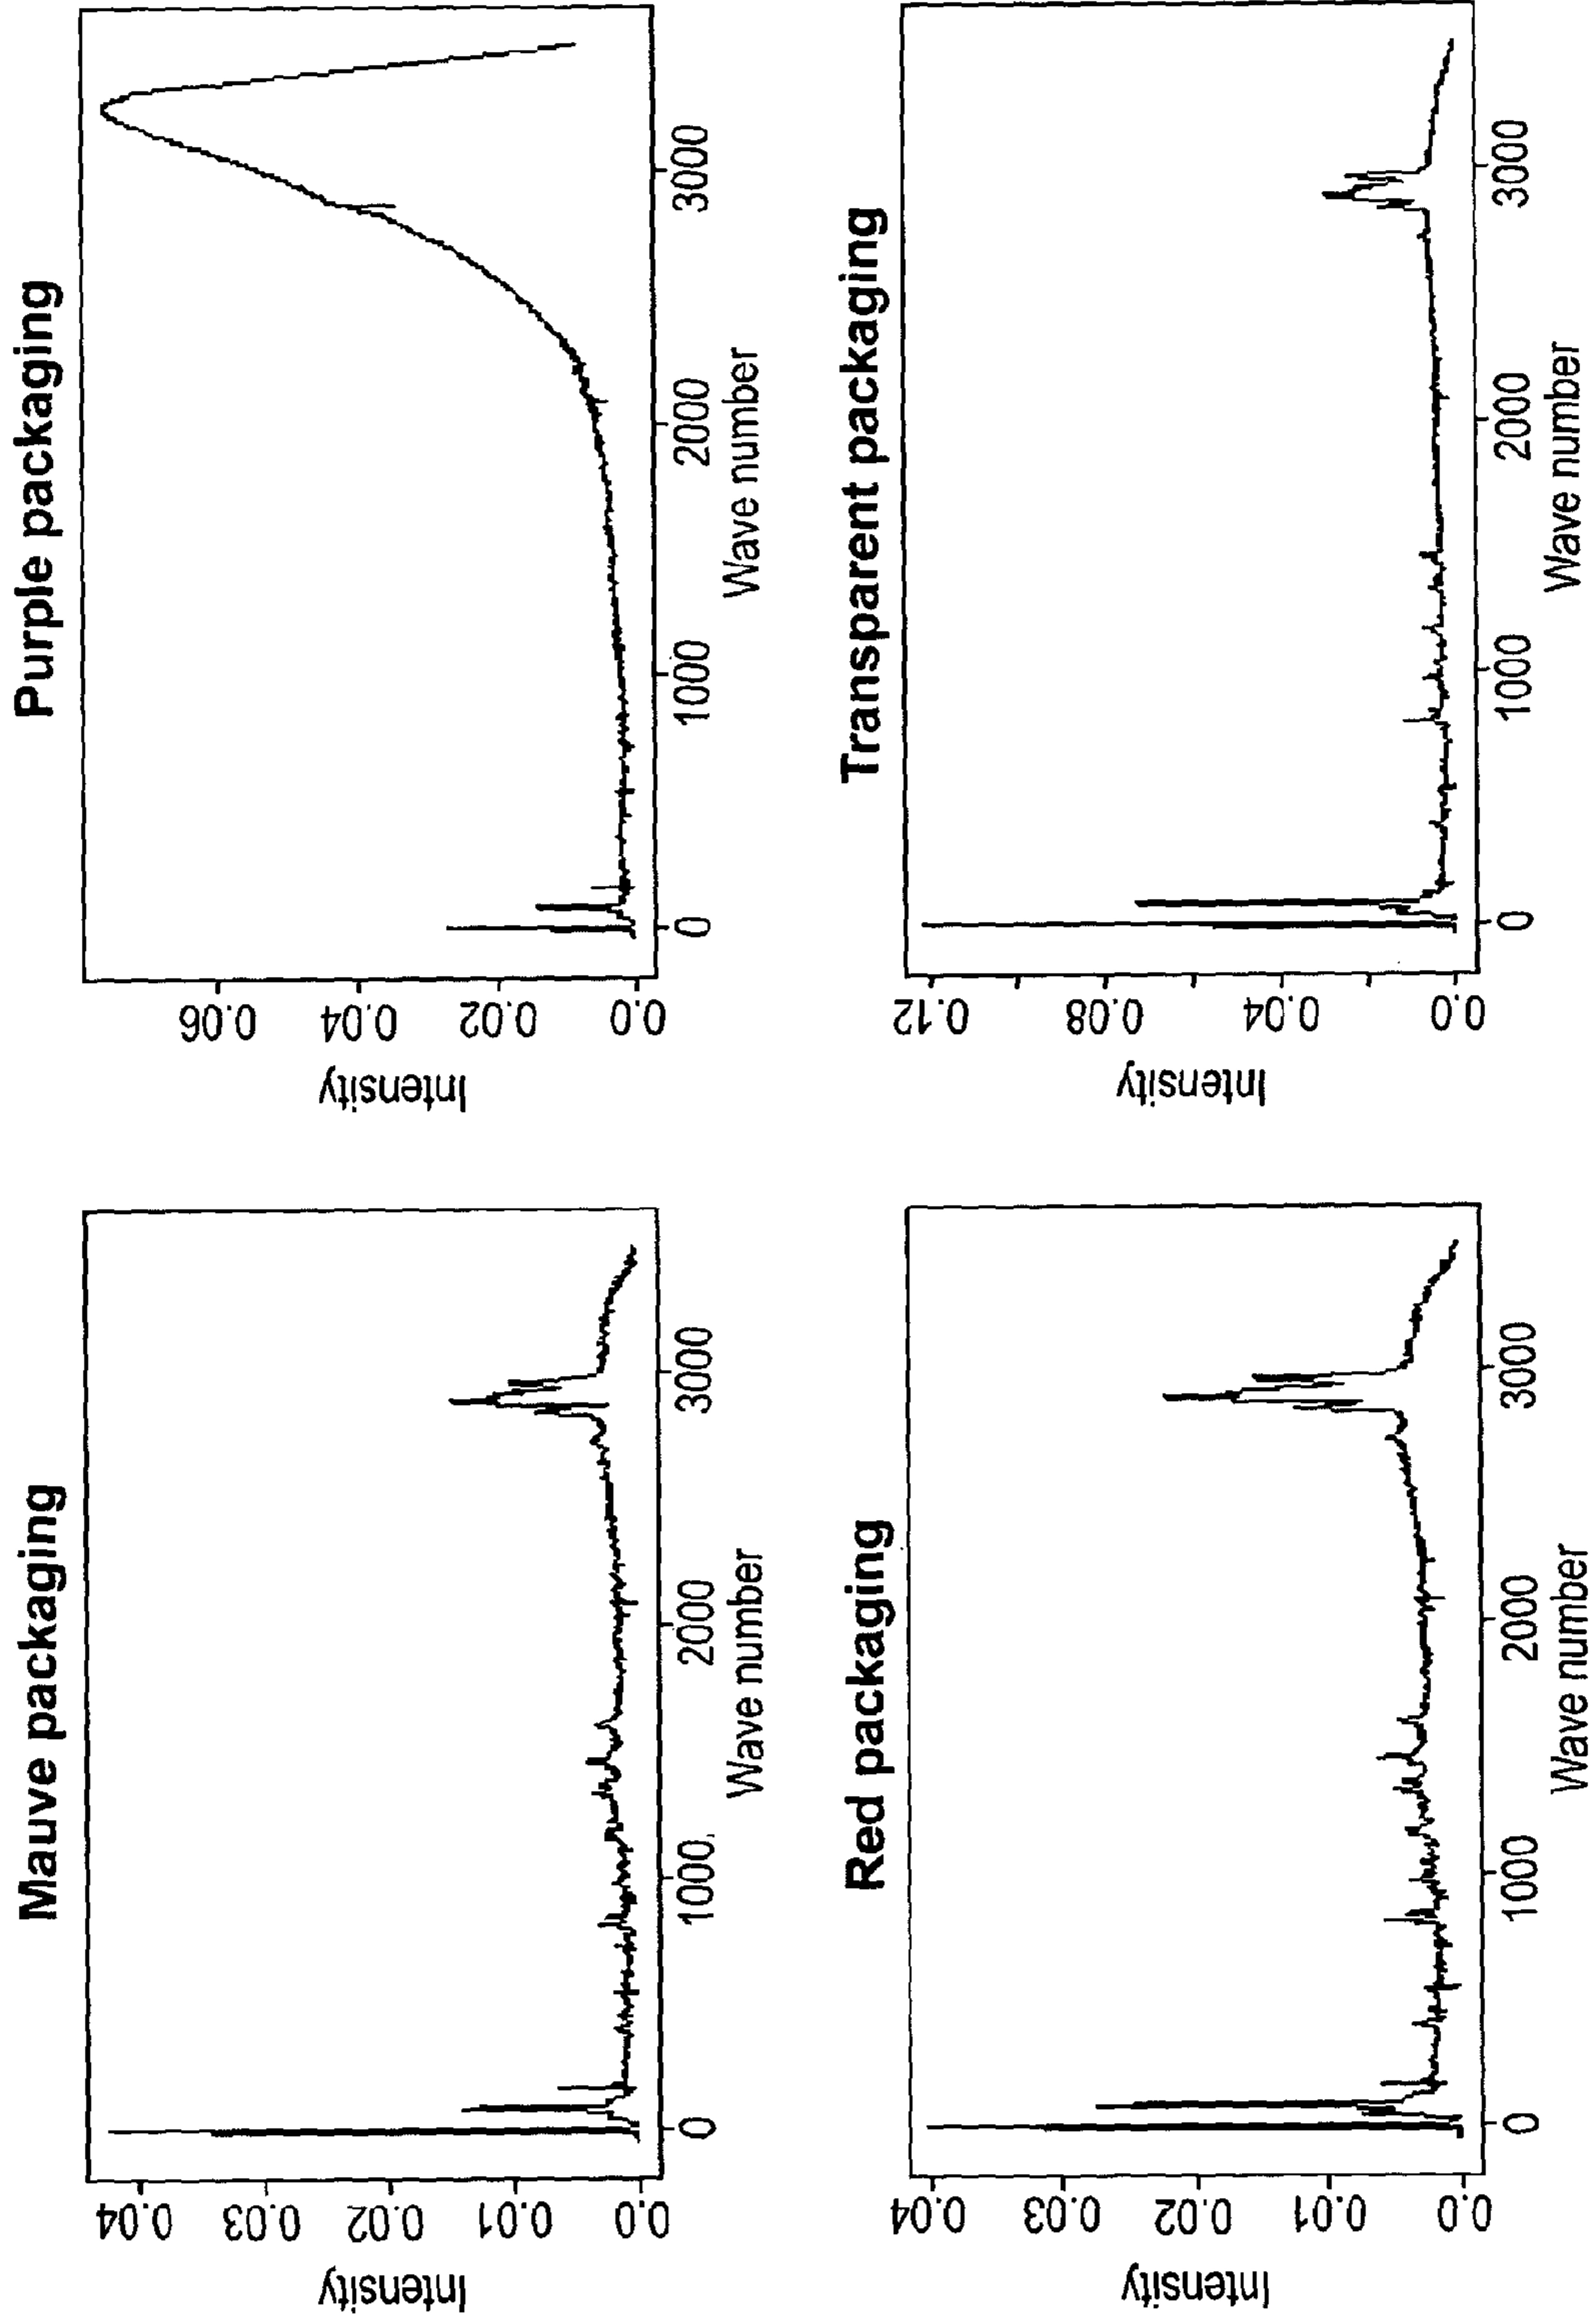 Mauve packaging
Intensity
0.04
0.03
0.02
0.01
0.0
0
1000
2000
3000
Wave number
Purple packaging
Intensity
0.06
0.04
0.02
0.0
0
1000
2000
3000
Wave number
Red packaging
Intensity
0.04
0.03
0.02
0.01
0.0
0
1000
2000
3000
Wave number
Transparent packaging
Intensity
0.12
0.08
0.04
0.0
0
1000
2000
3000
Wave number